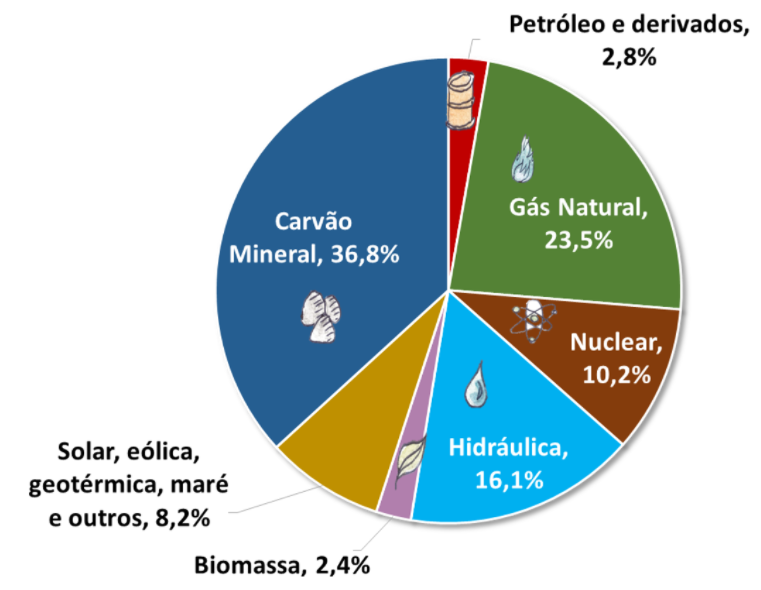 Petróleo e derivados,
2,8%
Gás Natural,
23,5%
Nuclear,
10,2%
Hidráulica,
16,1%
Biomassa, 2,4%
Solar, eólica,
geotérmica, maré
e outros, 8,2%
Carvão
Mineral, 36,8%